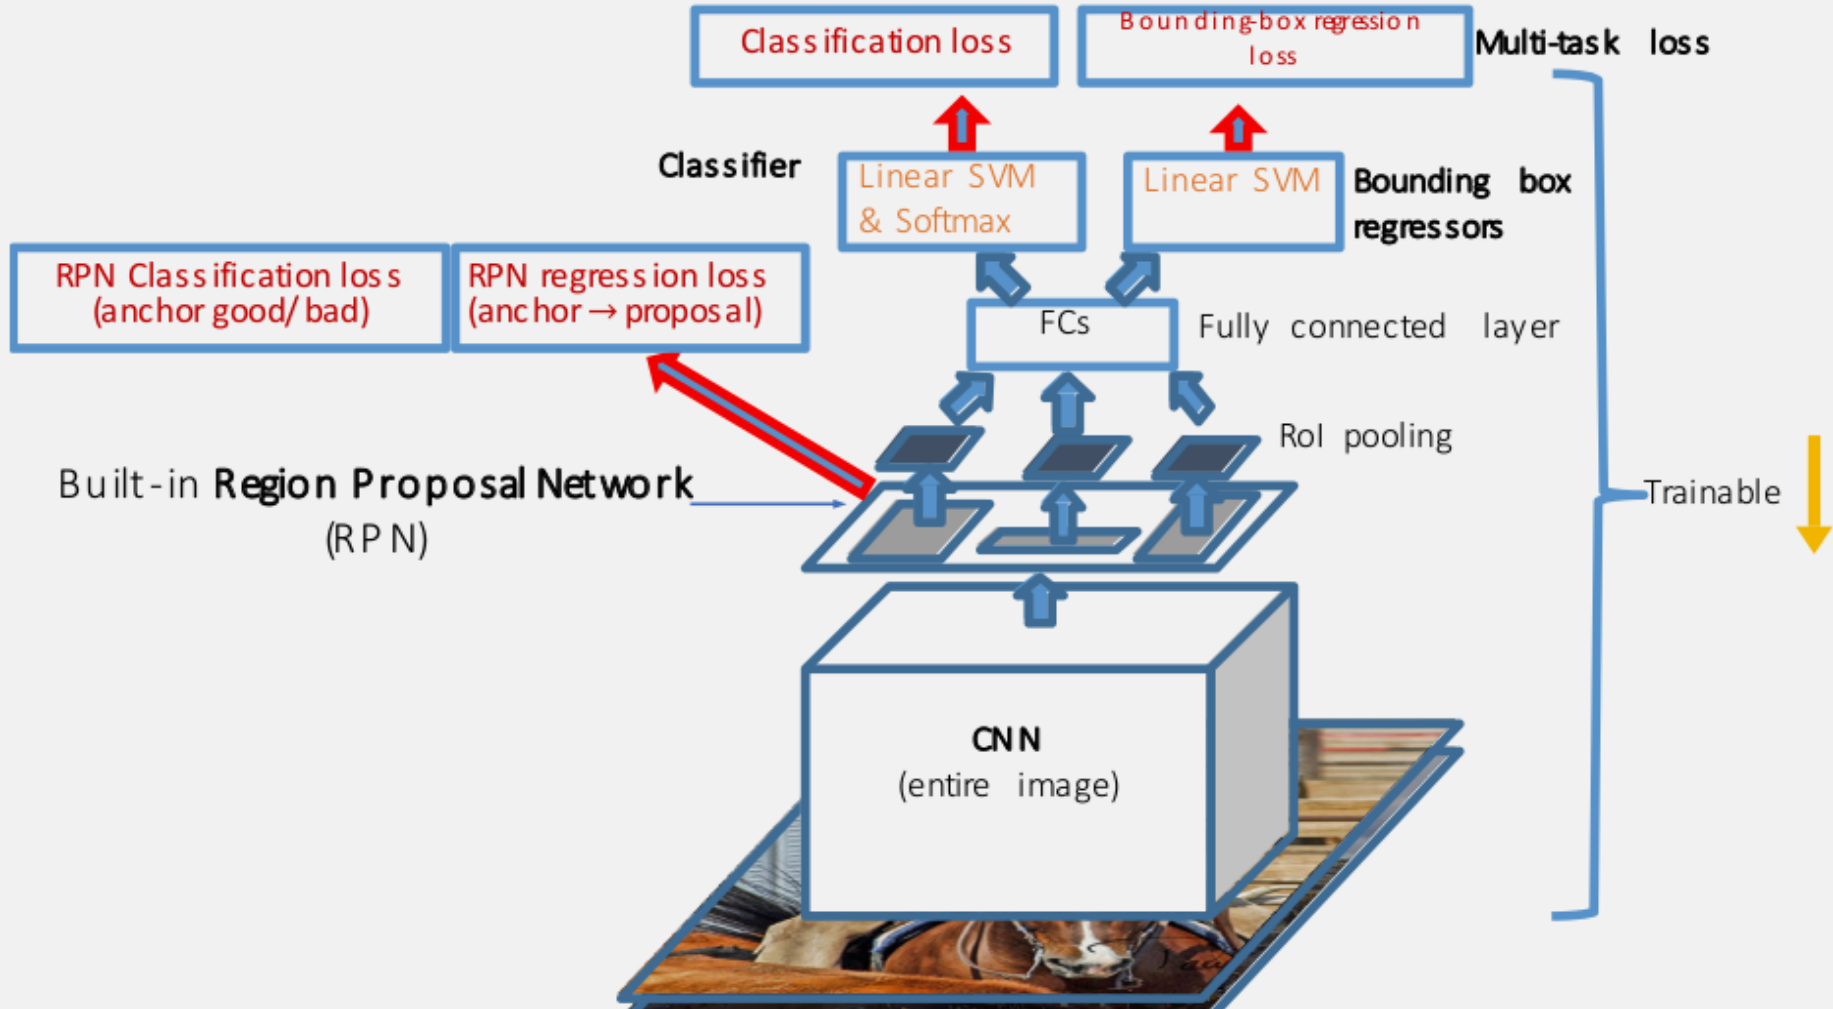 Classification loss
Bounding-box regression
loss
Multi-task loss
Classifier
Linear SVM
& Softmax
Linear SVM
Bounding box
regressors
RPN Classification loss
(anchor good/ bad)
RPN regression loss
(anchor → proposal)
FCs
Fully connected layer
RoI pooling
Built-in Region Proposal Network
(RPN)
Trainable
CNN
(entire image)